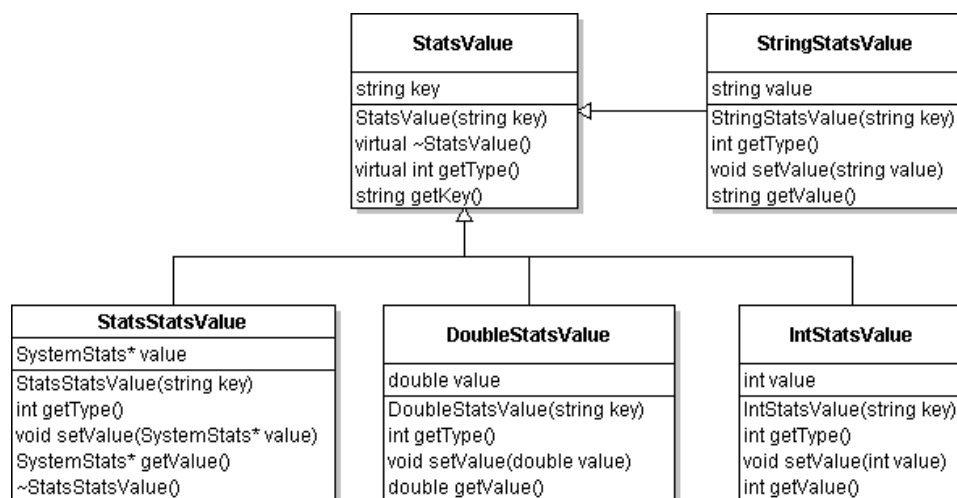 StatsValue
string key
StatsValue(string key)
virtual ~StatsValue()
virtual int getType()
string getKey()
StringStatsValue
string value
StringStatsValue(string key)
int getType()
void setValue(string value)
string getValue()
StatsStatsValue
SystemStats* value
StatsStatsValue(string key)
int getType()
void setValue(SystemStats* value)
SystemStats* getValue()
~StatsStatsValue()
DoubleStatsValue
double value
DoubleStatsValue(string key)
int getType()
void setValue(double value)
double getValue()
IntStatsValue
int value
IntStatsValue(string key)
int getType()
void setValue(int value)
int getValue()